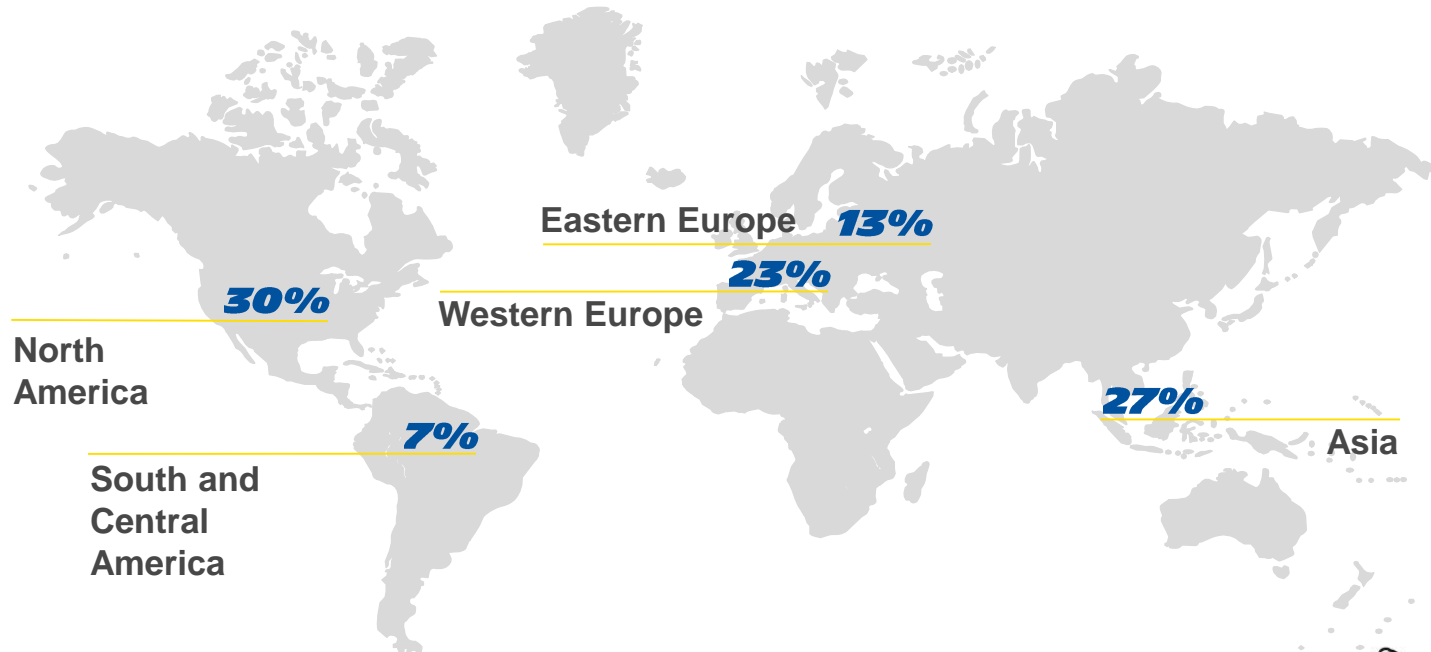 Eastern Europe 13%
23%
Western Europe
30%
North
America
27%
Asia
7%
South and
Central
America